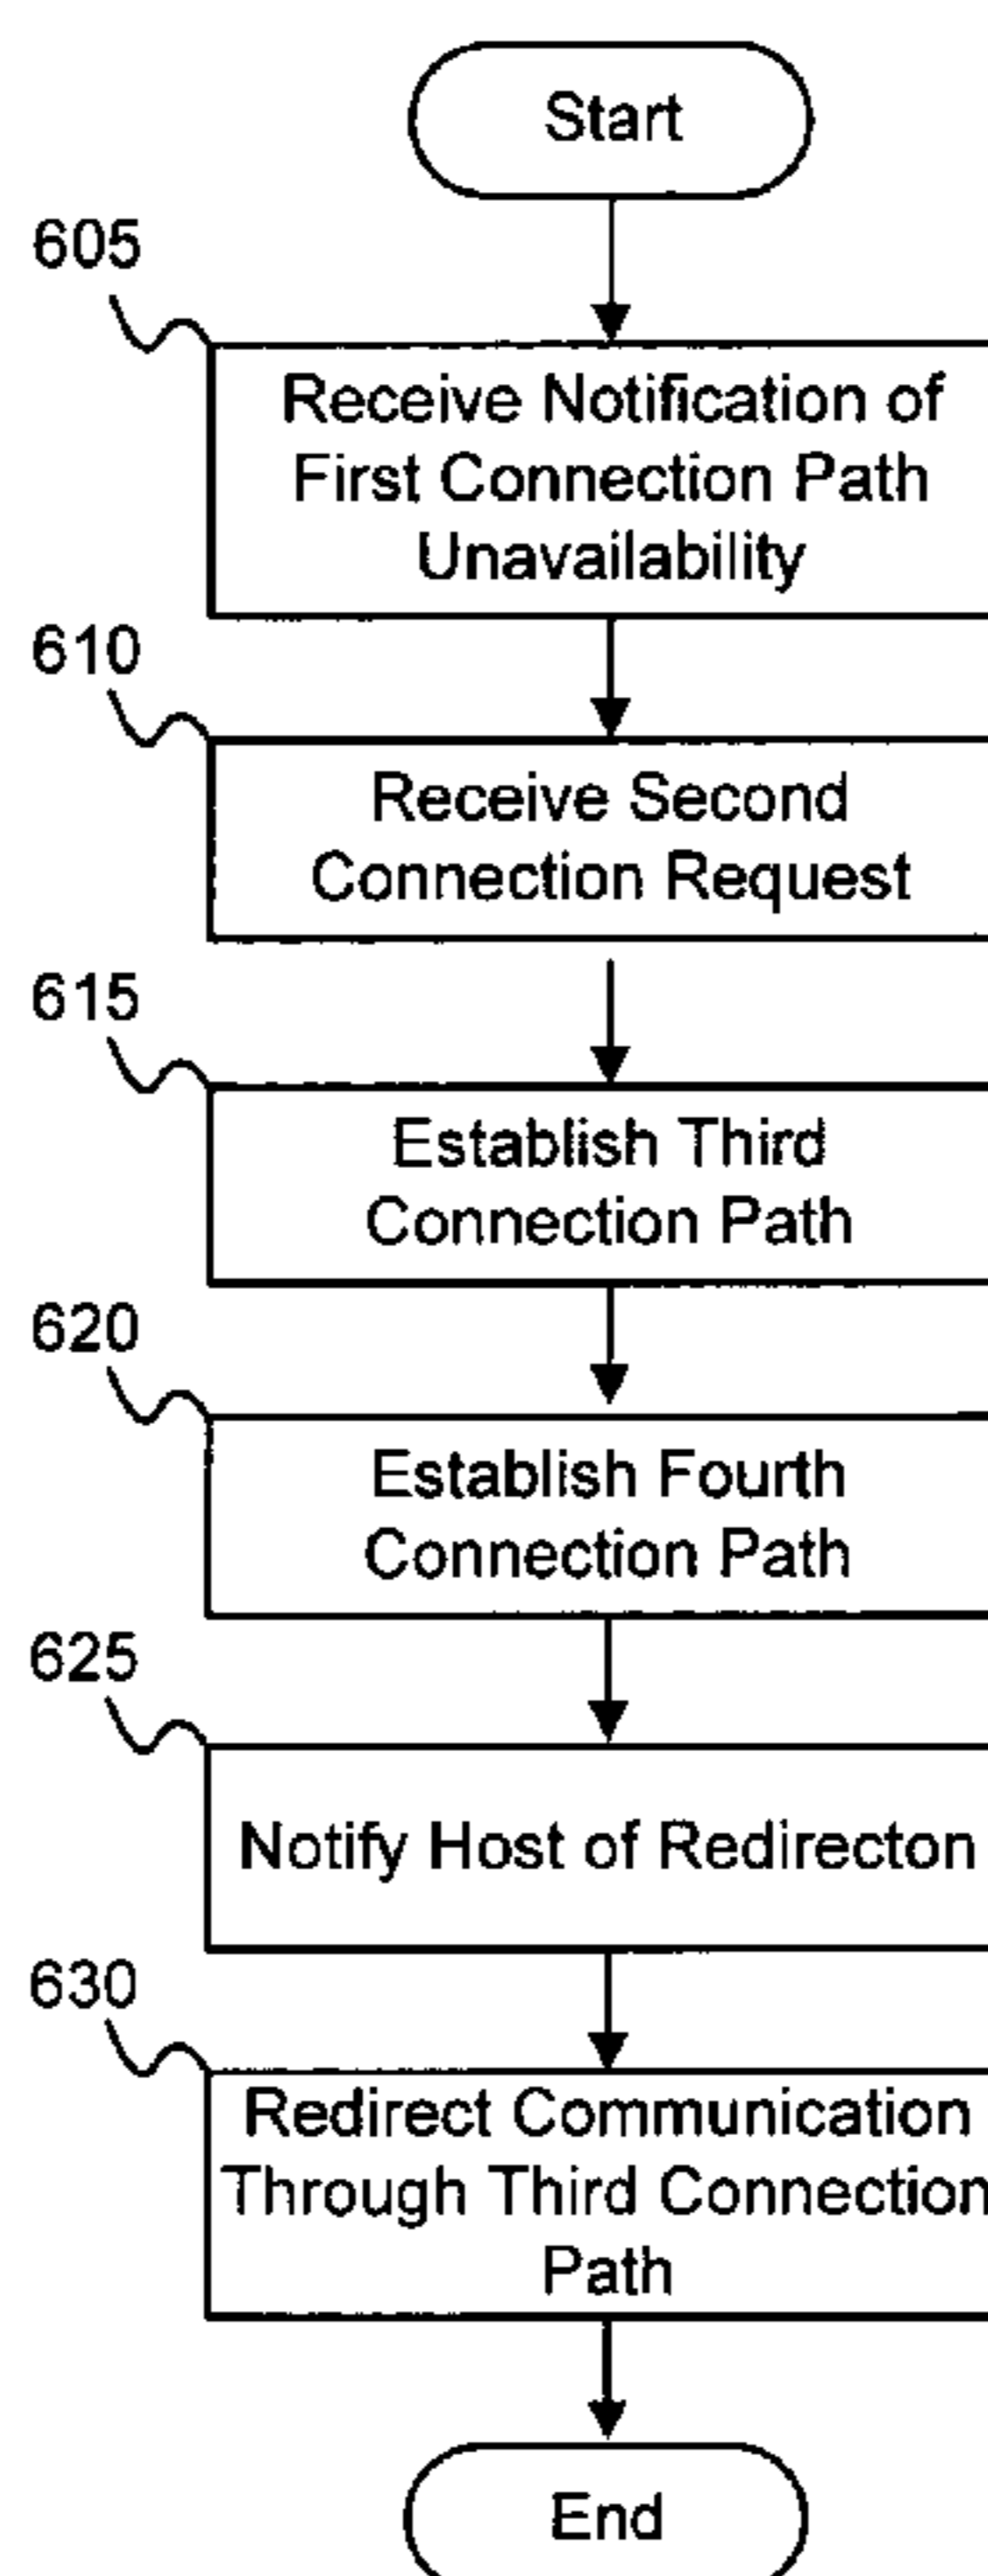 Start
605
Receive Notification of
First Connection Path
Unavailability
610
Receive Second
Connection Request
615
Establish Third
Connection Path
620
Establish Fourth
Connection Path
625
Notify Host of Redirecton
630
Redirect Communication
Through Third Connection
Path
End